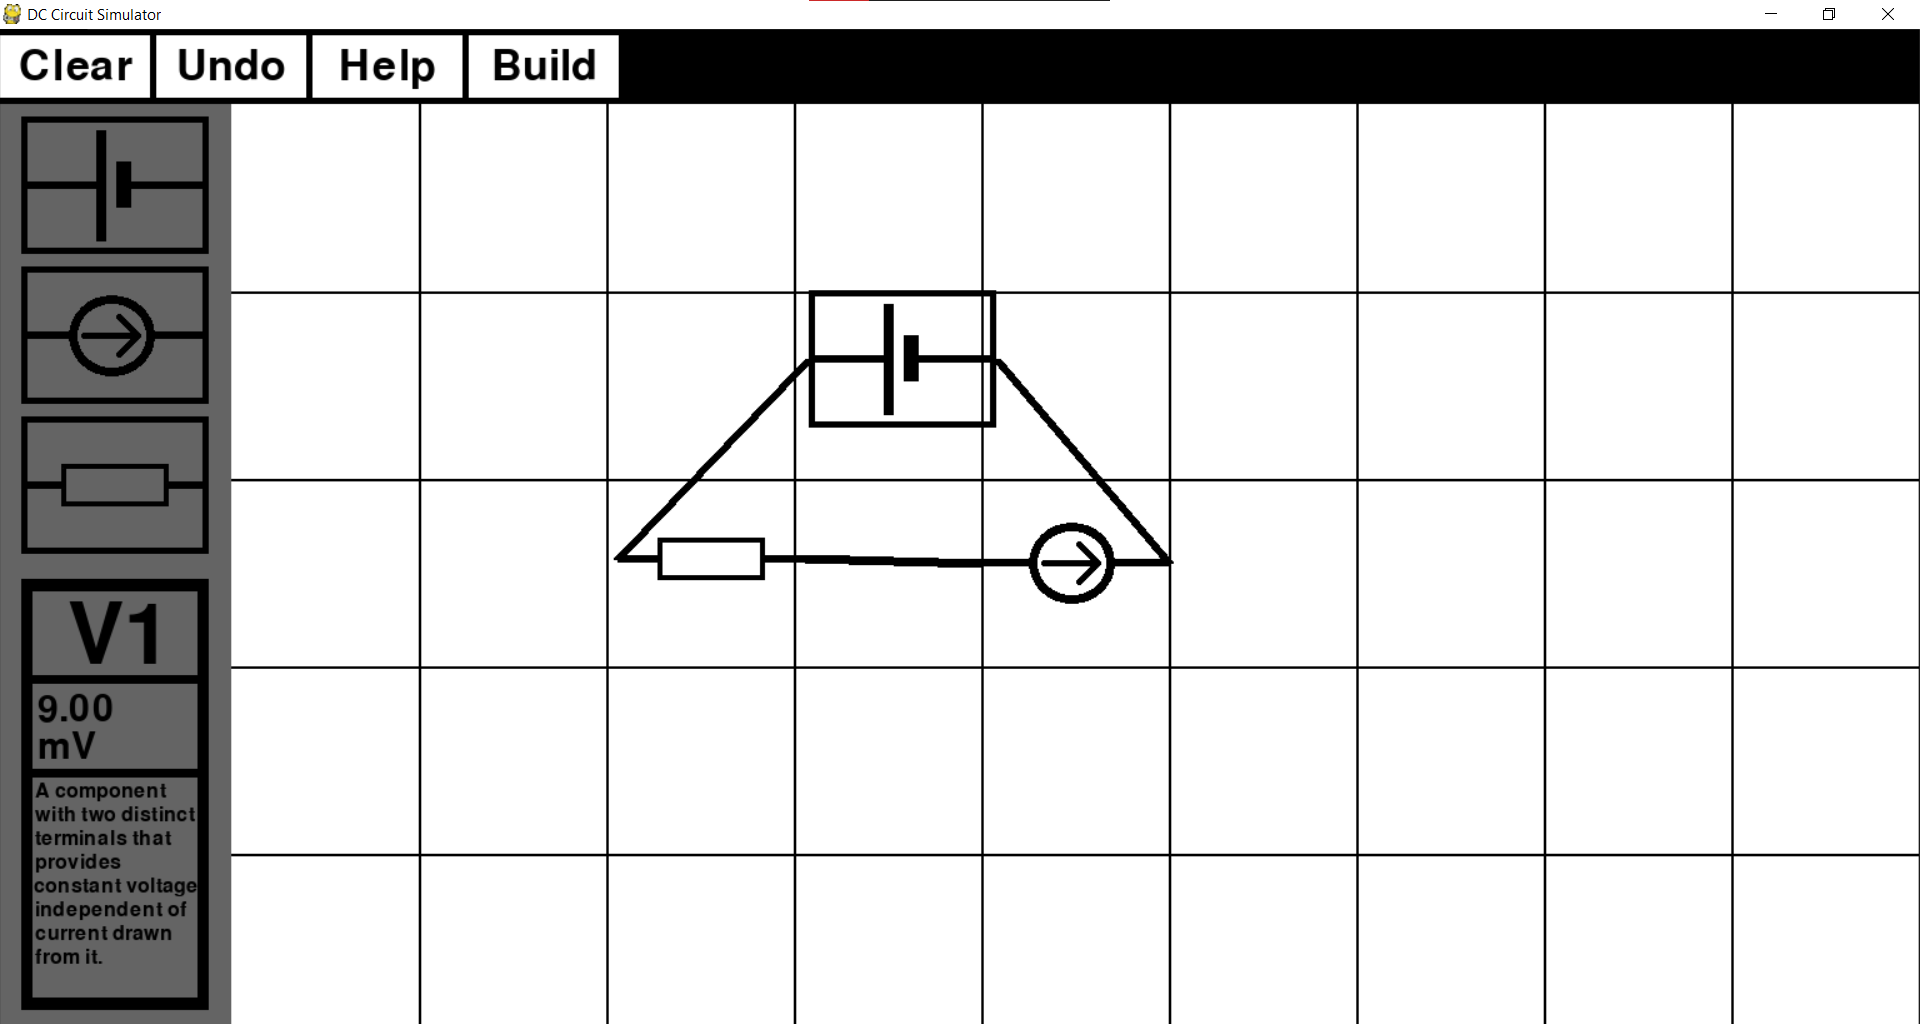 DC Circuit Simulator
Clear Undo Help Build
V1
9.00
mV
A component
with two distinct
terminals that
provides
constant voltage
independent of
current drawn
from it.